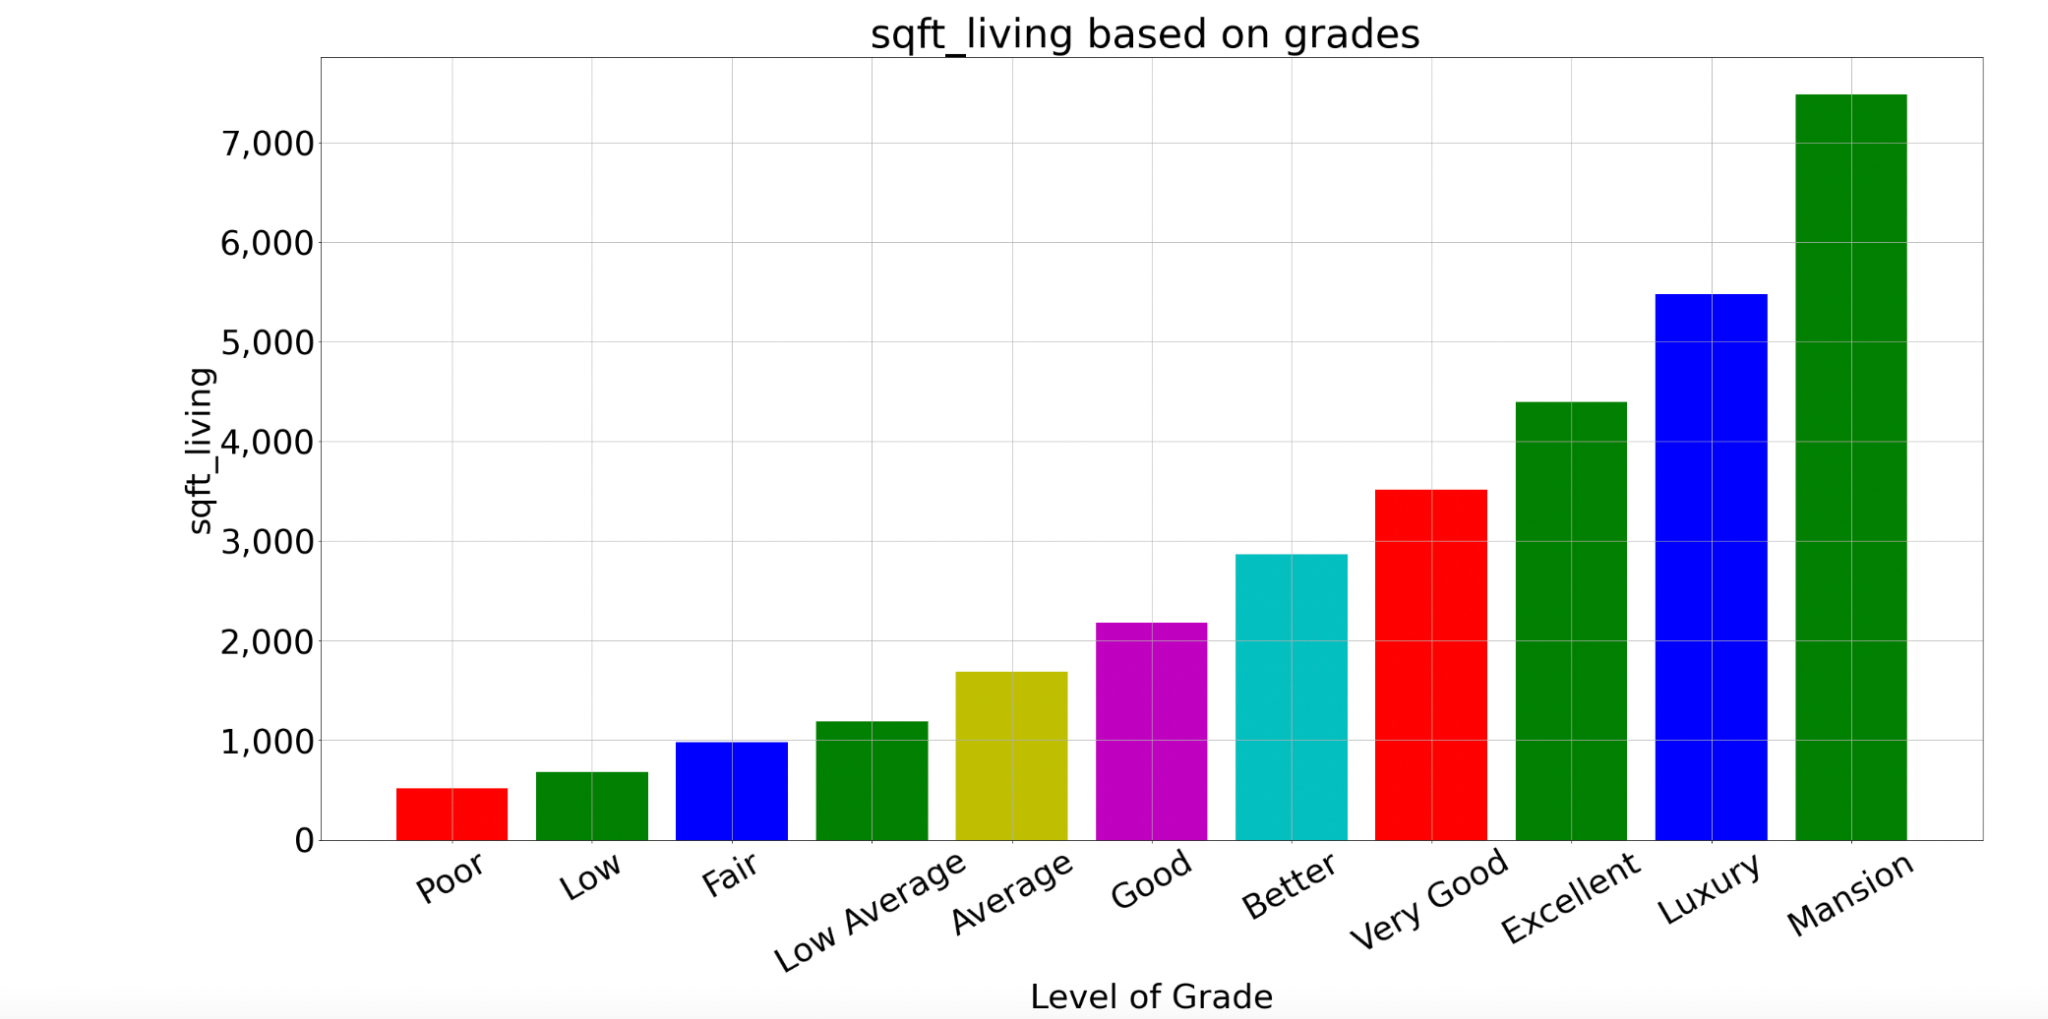 sqft_living based on grades
7,000
6,000
5,000
4,000
3,000
2,000
1,000
0
sqft_living
Poor
Low
Fair
Low Average
Average
Good
Better
Very Good
Excellent
Luxury
Mansion
Level of Grade